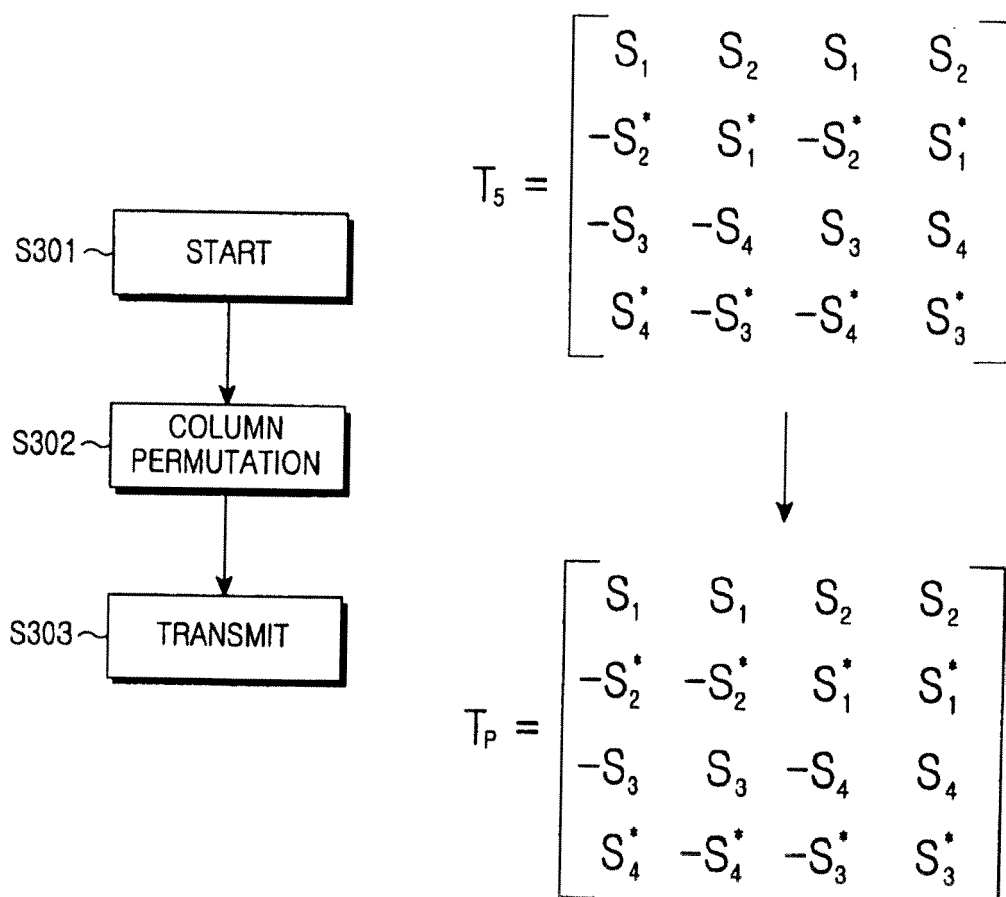 S301 START
S302 COLUMN
PERMUTATION
S303 TRANSMIT
T₅ =
S₁ S₂ S₁ S₂
-S₂* S₁* -S₂* S₁*
-S₃ -S₄ S₃ S₄
S₄* -S₃* -S₄* S₃*
Tₚ =
S₁ S₁ S₂ S₂
-S₂* -S₂* S₁* S₁*
-S₃ S₃ -S₄ S₄
S₄* -S₄* -S₃* S₃*